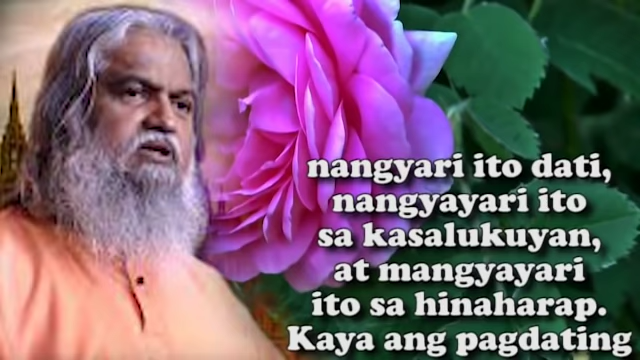 nangyari ito dati,
nangyayari ito
sa kasalukuyan,
at mangyayari
ito sa hinaharap.
Kaya ang pagdating